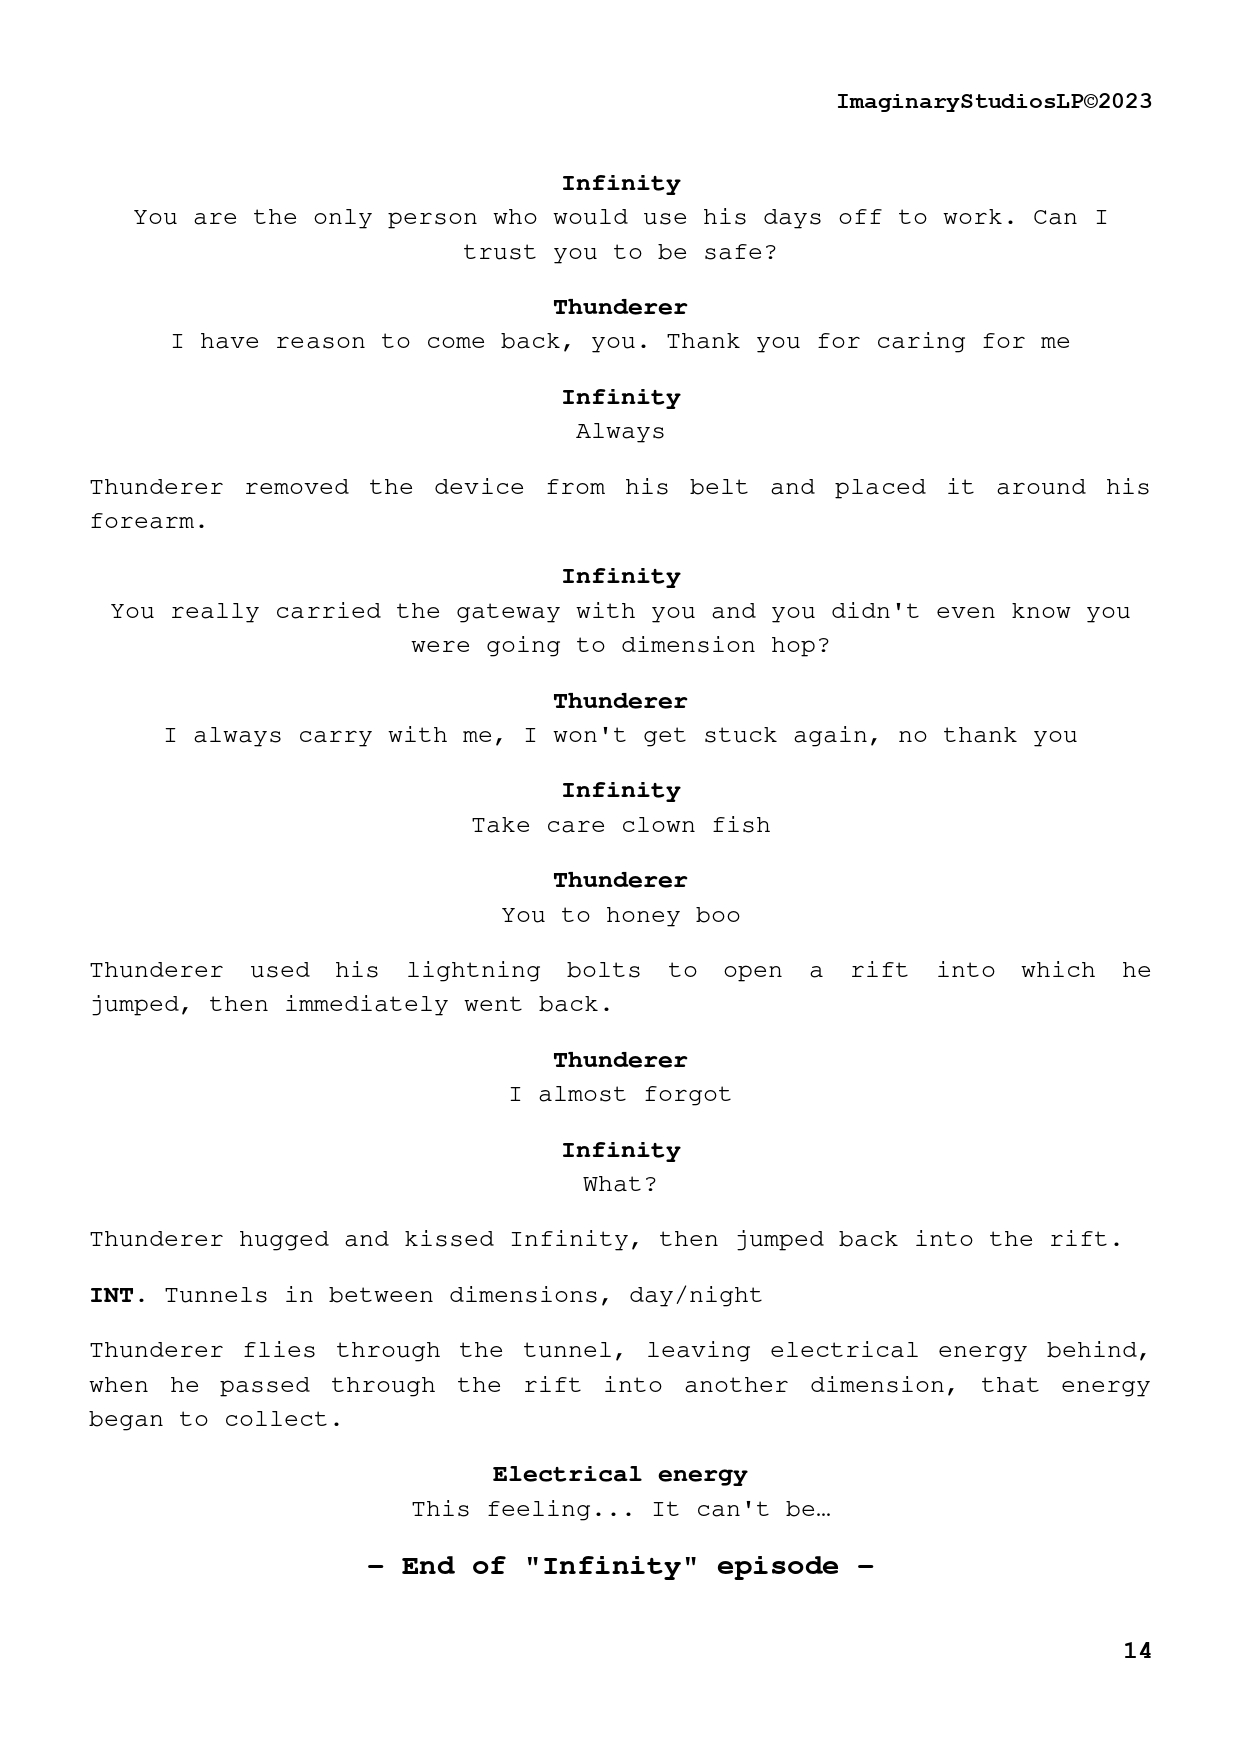 ImaginaryStudiosLP©2023
Infinity
You are the only person who would use his days off to work. Can I
trust you to be safe?
Thunderer
I have reason to come back, you. Thank you for caring for me
Infinity
Always
Thunderer removed the device from his belt and placed it around his
forearm.
Infinity
You really carried the gateway with you and you didn't even know you
were going to dimension hop?
Thunderer
I always carry with me, I won't get stuck again, no thank you
Infinity
Take care clown fish
Thunderer
You to honey boo
Thunderer used his lightning bolts to open a rift into which he
jumped, then immediately went back.
Thunderer
I almost forgot
Infinity
What?
Thunderer hugged and kissed Infinity, then jumped back into the rift.
INT. Tunnels in between dimensions, day/night
Thunderer flies through the tunnel, leaving electrical energy behind,
when he passed through the rift into another dimension, that energy
began to collect.
Electrical energy
This feeling... It can't be…
– End of "Infinity" episode –
14